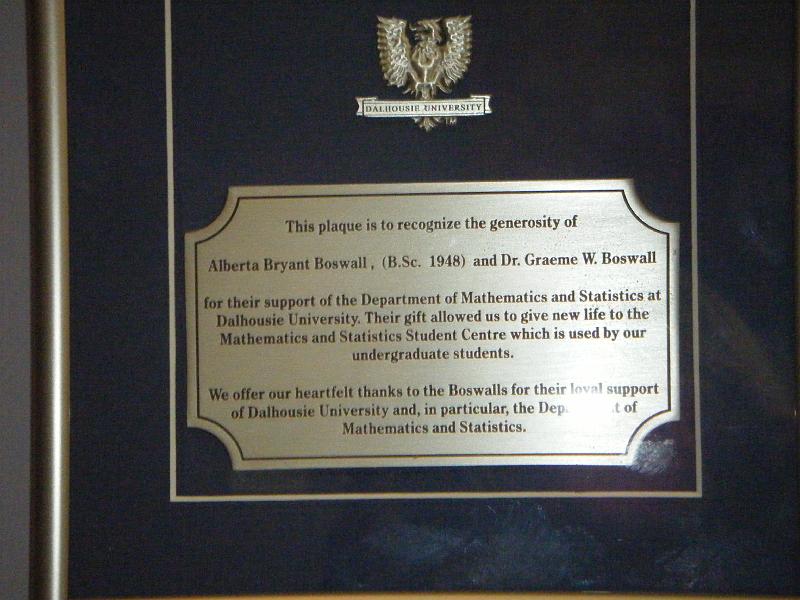 DALHOUSIE UNIVERSITY
TM
This plaque is to recognize the generosity of
Alberta Bryant Boswall, (B.Sc. 1948) and Dr. Graeme W. Boswall
for their support of the Department of Mathematics and Statistics at
Dalhousie University. Their gift allowed us to give new life to the
Mathematics and Statistics Student Centre which is used by our
undergraduate students.
We offer our heartfelt thanks to the Boswalls for their loyal support
of Dalhousie University and, in particular, the of
Mathematics and Statistics.